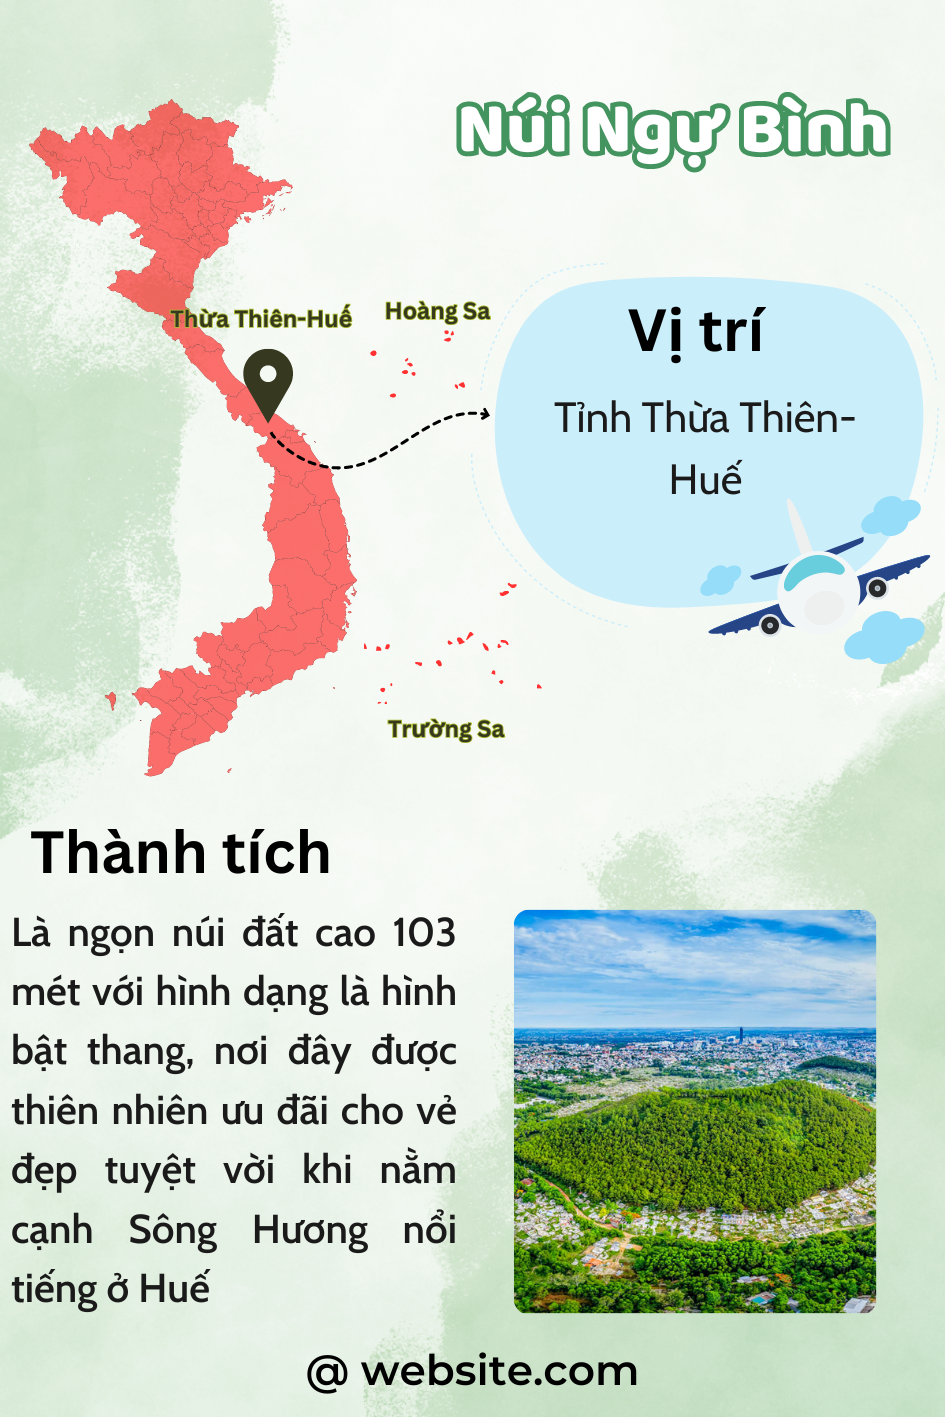 Núi Ngự Bình
Thừa Thiên-Huế
Hoàng Sa
Vị trí
Tỉnh Thừa Thiên-
Huế
Trường Sa
Thành tích
Là ngọn núi đất cao 103
mét với hình dạng là hình
bật thang, nơi đây được
thiên nhiên ưu đãi cho vẻ
đẹp tuyệt vời khi nằm
cạnh Sông Hương nổi
tiếng ở Huế
@ website.com